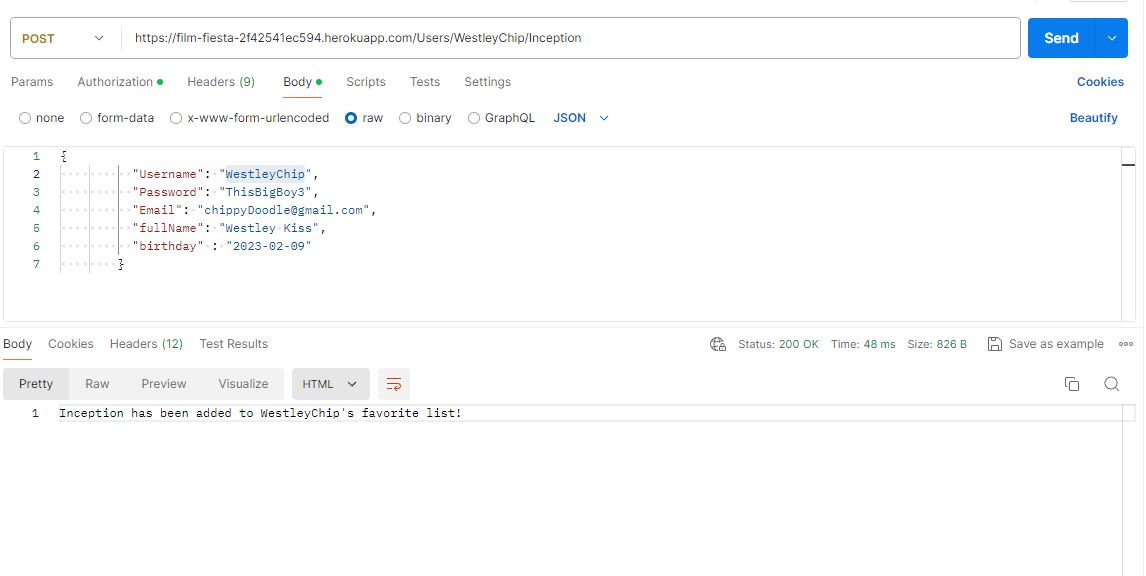 POST https://film-fiesta-2f42541ec594.herokuapp.com/Users/WestleyChip/Inception Send
Params Authorization Headers (9) Body Scripts Tests Settings Cookies
none form-data x-www-form-urlencoded raw binary GraphQL JSON Beautify
1 {
2 "Username": "WestleyChip",
3 "Password": "ThisBigBoy3",
4 "Email": "chippyDoodle@gmail.com",
5 "fullName": "Westley Kiss",
6 "birthday" : "2023-02-09"
7 }
Body Cookies Headers (12) Test Results Status: 200 OK Time: 48 ms Size: 826 B Save as example
Pretty Raw Preview Visualize HTML
1 Inception has been added to WestleyChip's favorite list!